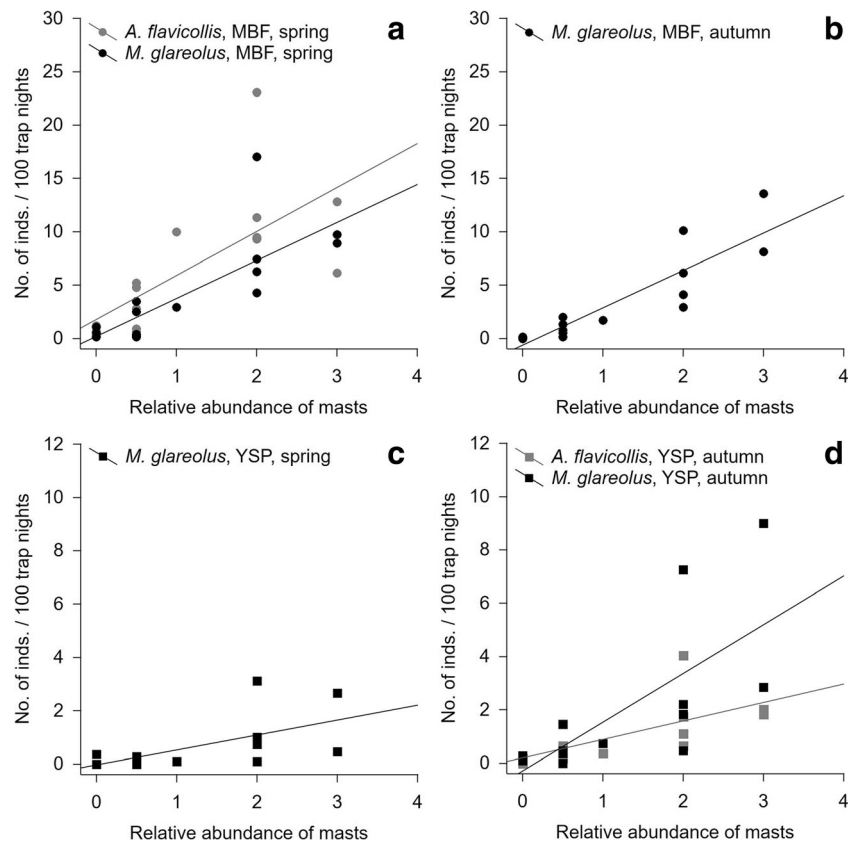 a
A. flavicollis, MBF, spring
M. glareolus, MBF, spring
No. of inds. / 100 trap nights
30
25
20
15
10
5
0
0 1 2 3 4
Relative abundance of masts
b
M. glareolus, MBF, autumn
No. of inds. / 100 trap nights
30
25
20
15
10
5
0
0 1 2 3 4
Relative abundance of masts
c
M. glareolus, YSP, spring
No. of inds. / 100 trap nights
12
10
8
6
4
2
0
0 1 2 3 4
Relative abundance of masts
d
A. flavicollis, YSP, autumn
M. glareolus, YSP, autumn
No. of inds. / 100 trap nights
12
10
8
6
4
2
0
0 1 2 3 4
Relative abundance of masts